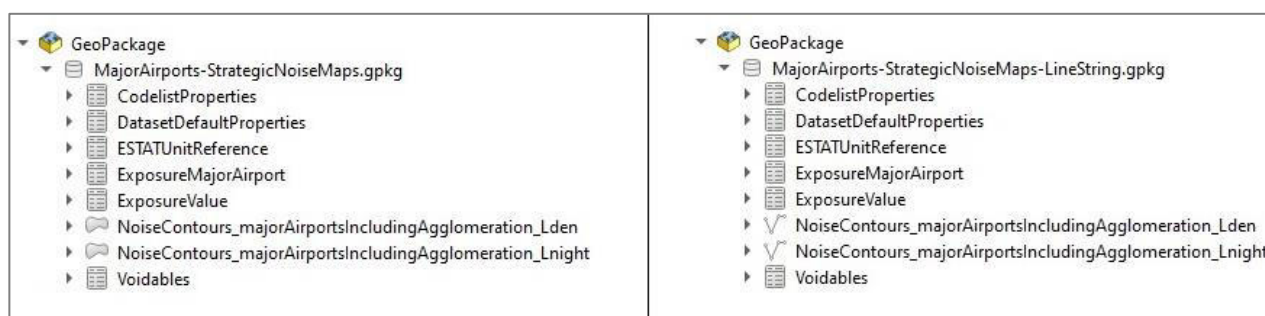 GeoPackage
MajorAirports-StrategicNoiseMaps.gpkg
CodelistProperties
DatasetDefaultProperties
ESTATUnitReference
ExposureMajorAirport
ExposureValue
NoiseContours_majorAirportsIncludingAgglomeration_Lden
NoiseContours_majorAirportsIncludingAgglomeration_Lnight
Voidables
GeoPackage
MajorAirports-StrategicNoiseMaps-LineString.gpkg
CodelistProperties
DatasetDefaultProperties
ESTATUnitReference
ExposureMajorAirport
ExposureValue
NoiseContours_majorAirportsIncludingAgglomeration_Lden
NoiseContours_majorAirportsIncludingAgglomeration_Lnight
Voidables